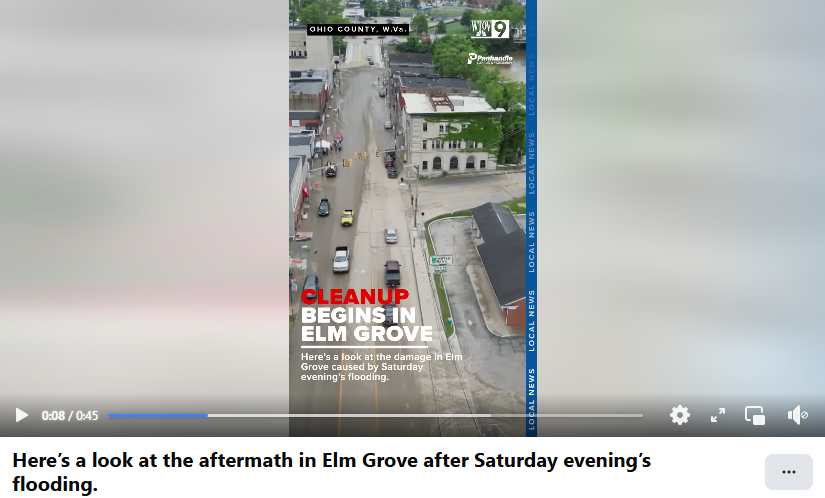 OHIO COUNTY, W.Va.
WTOV 9
Panhandle
LOCAL NEWS
LOCAL NEWS
LOCAL NEWS
LOCAL NEWS
LOCAL NEWS
CLEANUP
BEGINS IN
ELM GROVE
Here's a look at the damage in Elm
Grove caused by Saturday
evening's flooding.
0:08 / 0:45
Here’s a look at the aftermath in Elm Grove after Saturday evening’s
flooding.